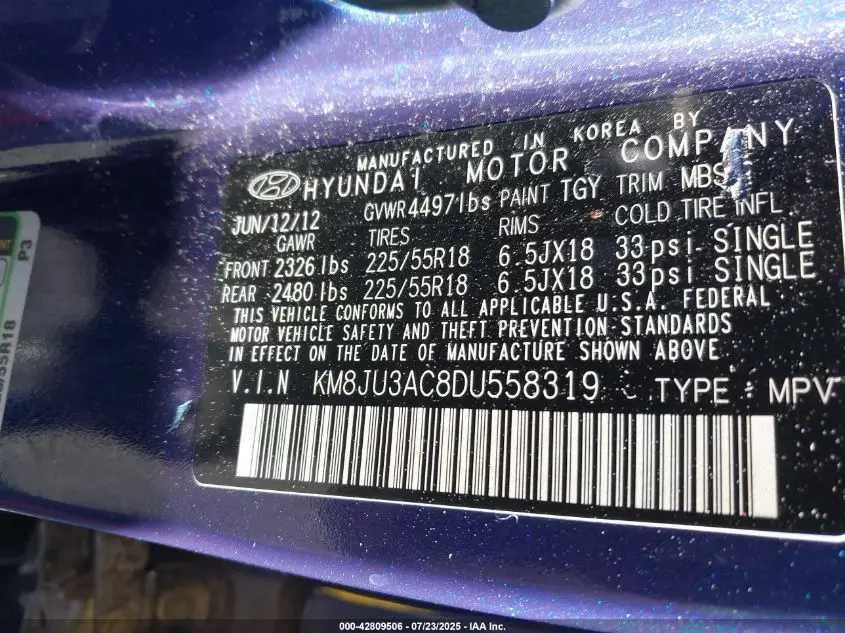 MANUFACTURED IN KOREA BY
HYUNDAI MOTOR COMPANY
JUN/12/12 GVWR 4497lbs PAINT TGY TRIM MBS
GAWR TIRES RIMS COLD TIRE INFL
FRONT 2326 lbs 225/55R18 6.5JX18 33psi. SINGLE
REAR 2480 lbs 225/55R18 6.5JX18 33psi. SINGLE
THIS VEHICLE CONFORMS TO ALL APPLICABLE U.S.A. FEDERAL
MOTOR VEHICLE SAFETY AND THEFT PREVENTION STANDARDS
IN EFFECT ON THE DATE OF MANUFACTURE SHOWN ABOVE
V.I.N KM8JU3AC8DU558319 TYPE : MPV
P3
55R18
000-42809506 - 07/23/2025 - IAA Inc.